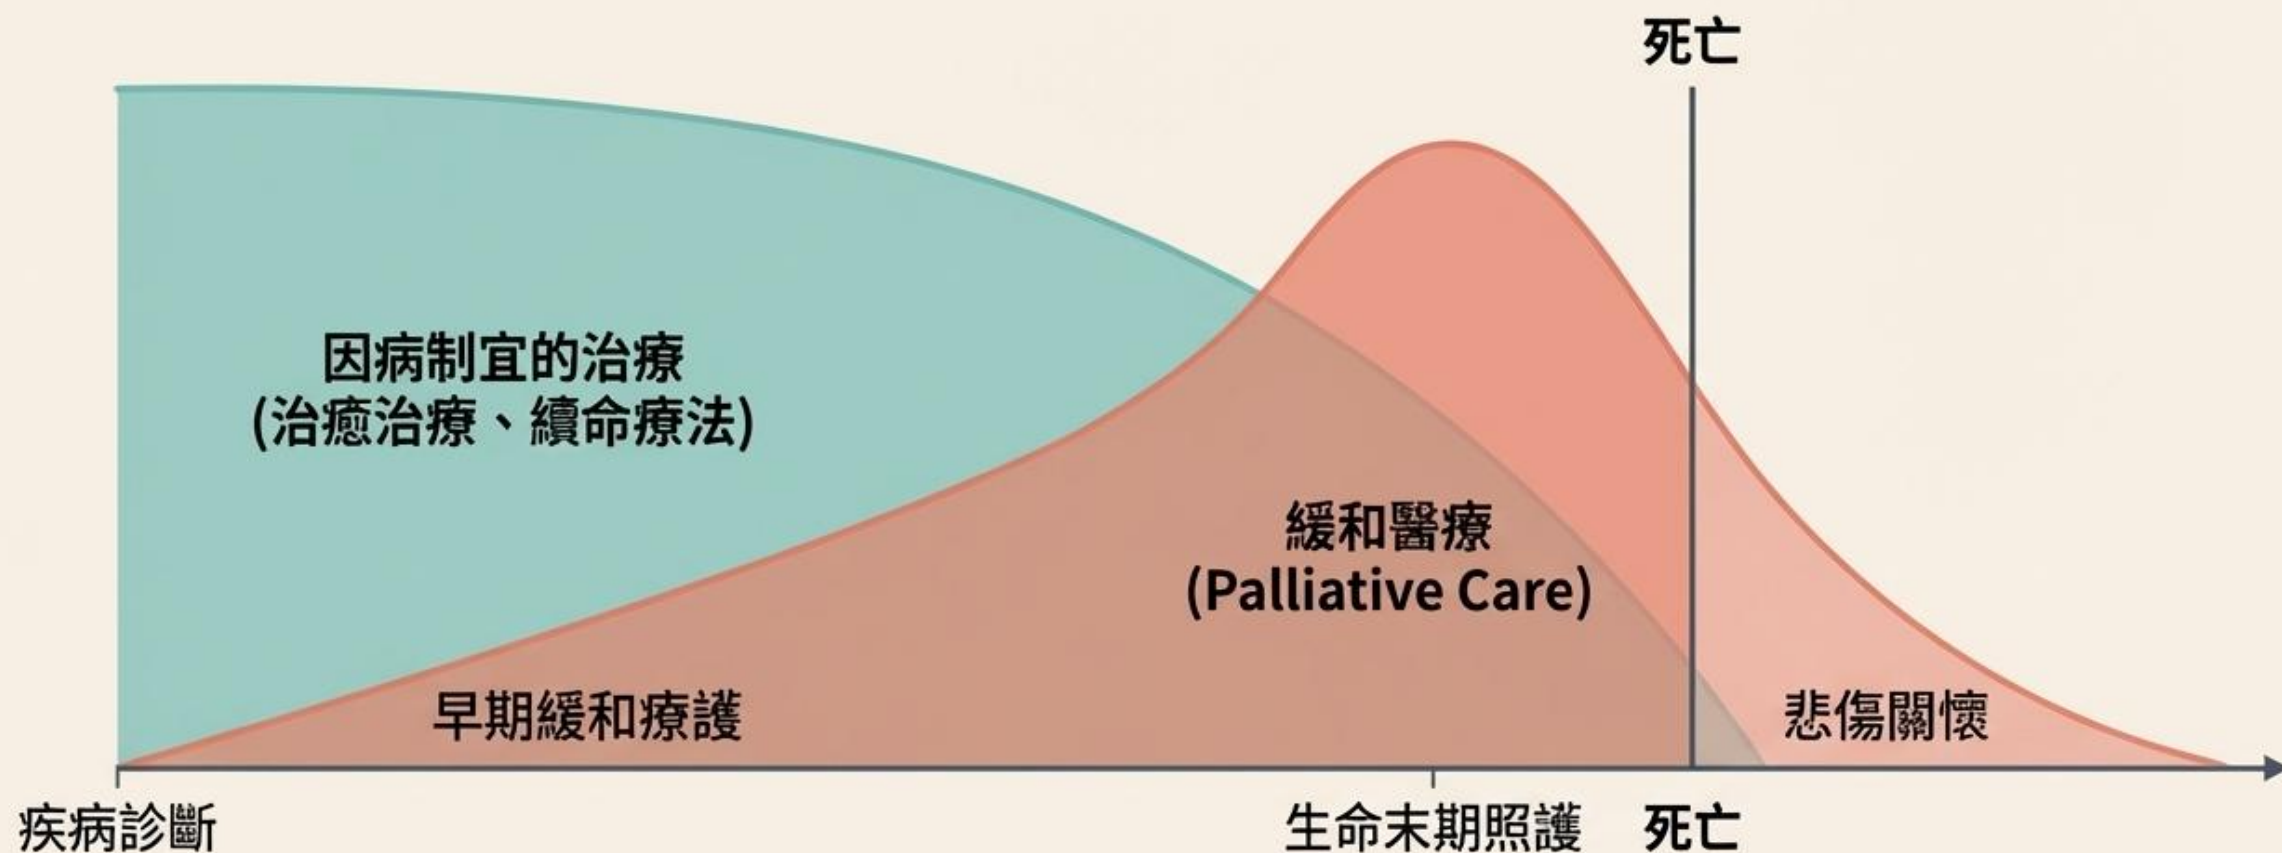 死亡
因病制宜的治療
(治癒治療、續命療法)
緩和醫療
(Palliative Care)
早期緩和療護
悲傷關懷
疾病診斷
生命末期照護
死亡